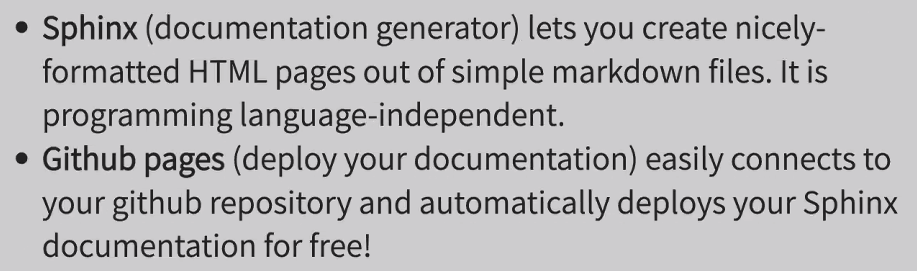 • Sphinx (documentation generator) lets you create nicely-
formatted HTML pages out of simple markdown files. It is
programming language-independent.
• Github pages (deploy your documentation) easily connects to
your github repository and automatically deploys your Sphinx
documentation for free!